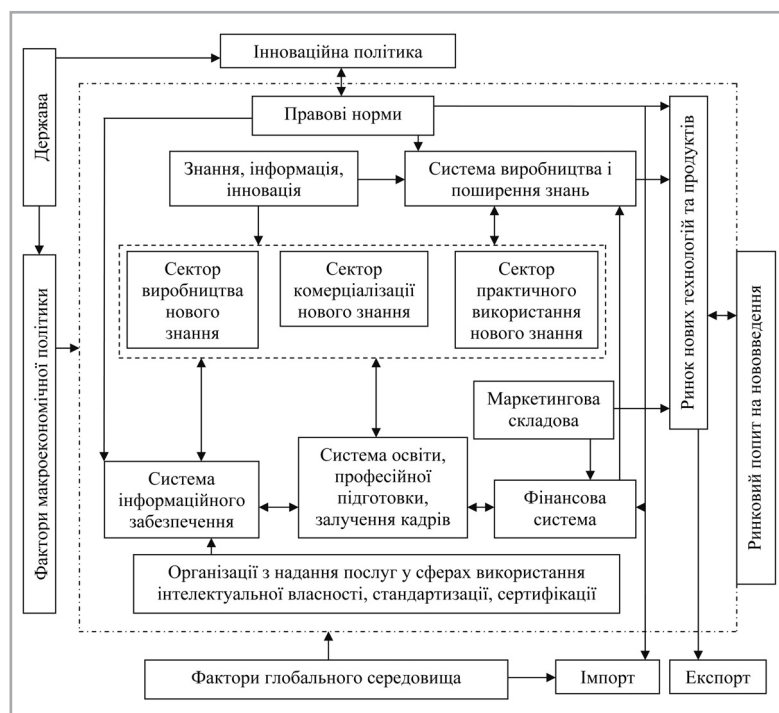 Інноваційна політика
Держава
Правові норми
Знання, інформація,
інновація
Система виробництва і
поширення знань
Ринок нових технологій та продуктів
Сектор
виробництва
нового
знання
Сектор
комерціалізації
нового знання
Сектор
практичного
використання
нового знання
Фактори макроекономічної політики
Ринковий попит на нововведення
Маркетингова
складова
Система
інформаційного
забезпечення
Система освіти,
професійної
підготовки,
залучення кадрів
Фінансова
система
Організації з надання послуг у сферах використання
інтелектуальної власності, стандартизації, сертифікації
Фактори глобального середовища
Імпорт
Експорт